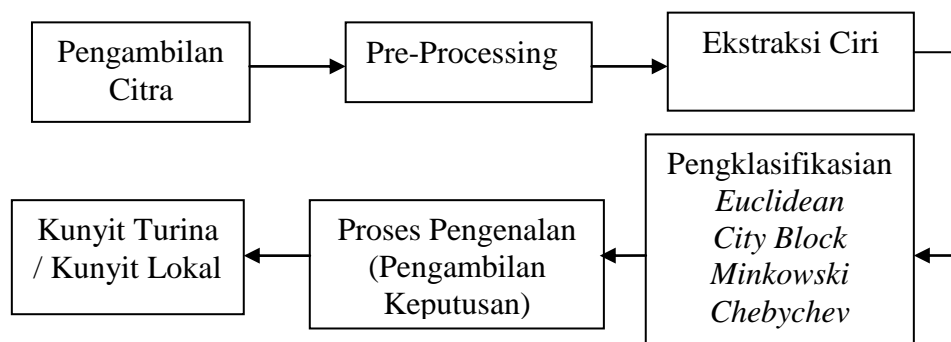 Pengambilan
Citra
Pre-Processing
Ekstraksi Ciri
Pengklasifikasian
Euclidean
City Block
Minkowski
Chebychev
Proses Pengenalan
(Pengambilan
Keputusan)
Kunyit Turina
/ Kunyit Lokal